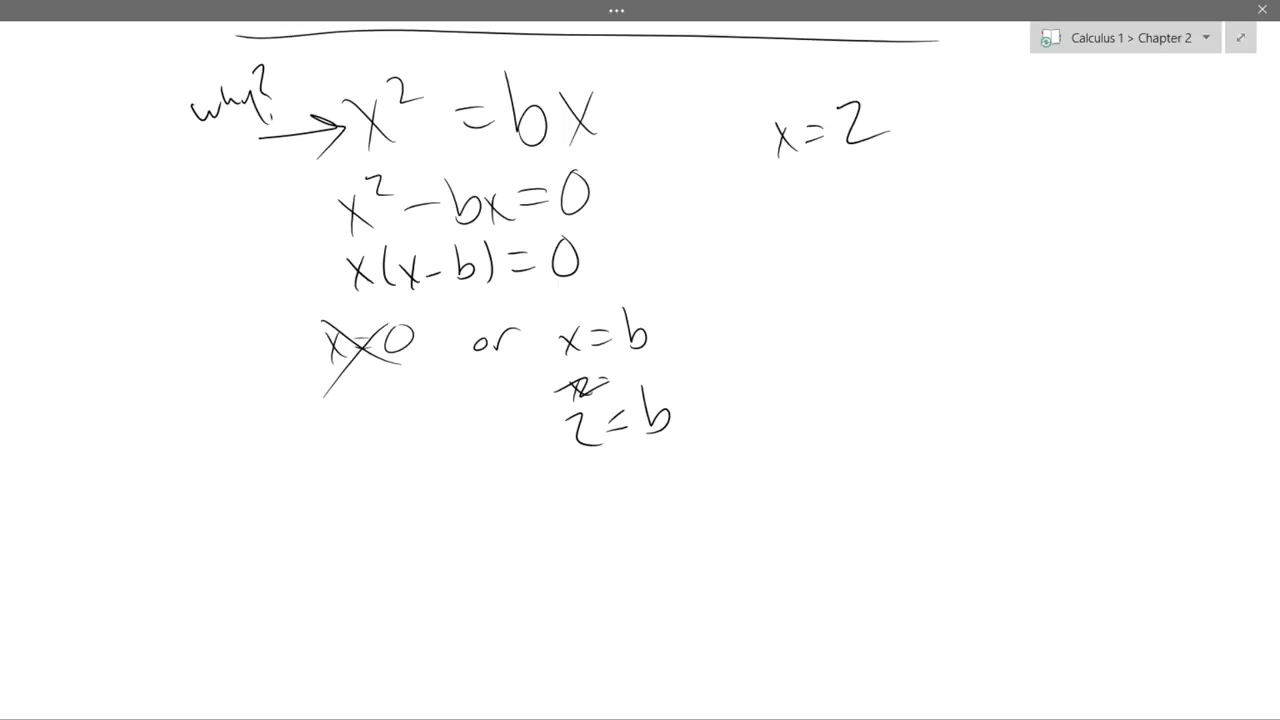 Calculus 1 > Chapter 2
why?
x² = bx
x = 2
x² - bx = 0
x(x-b) = 0
x=0 or x = b
2 = b